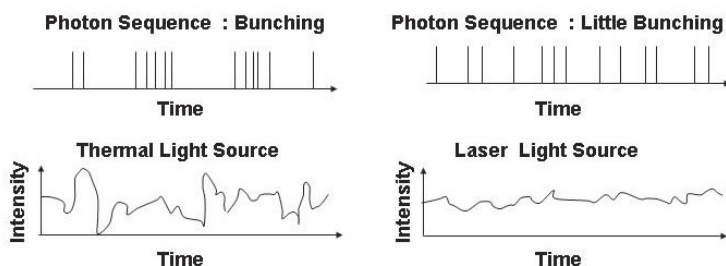 Photon Sequence : Bunching
Time
Photon Sequence : Little Bunching
Time
Thermal Light Source
Intensity
Time
Laser Light Source
Intensity
Time